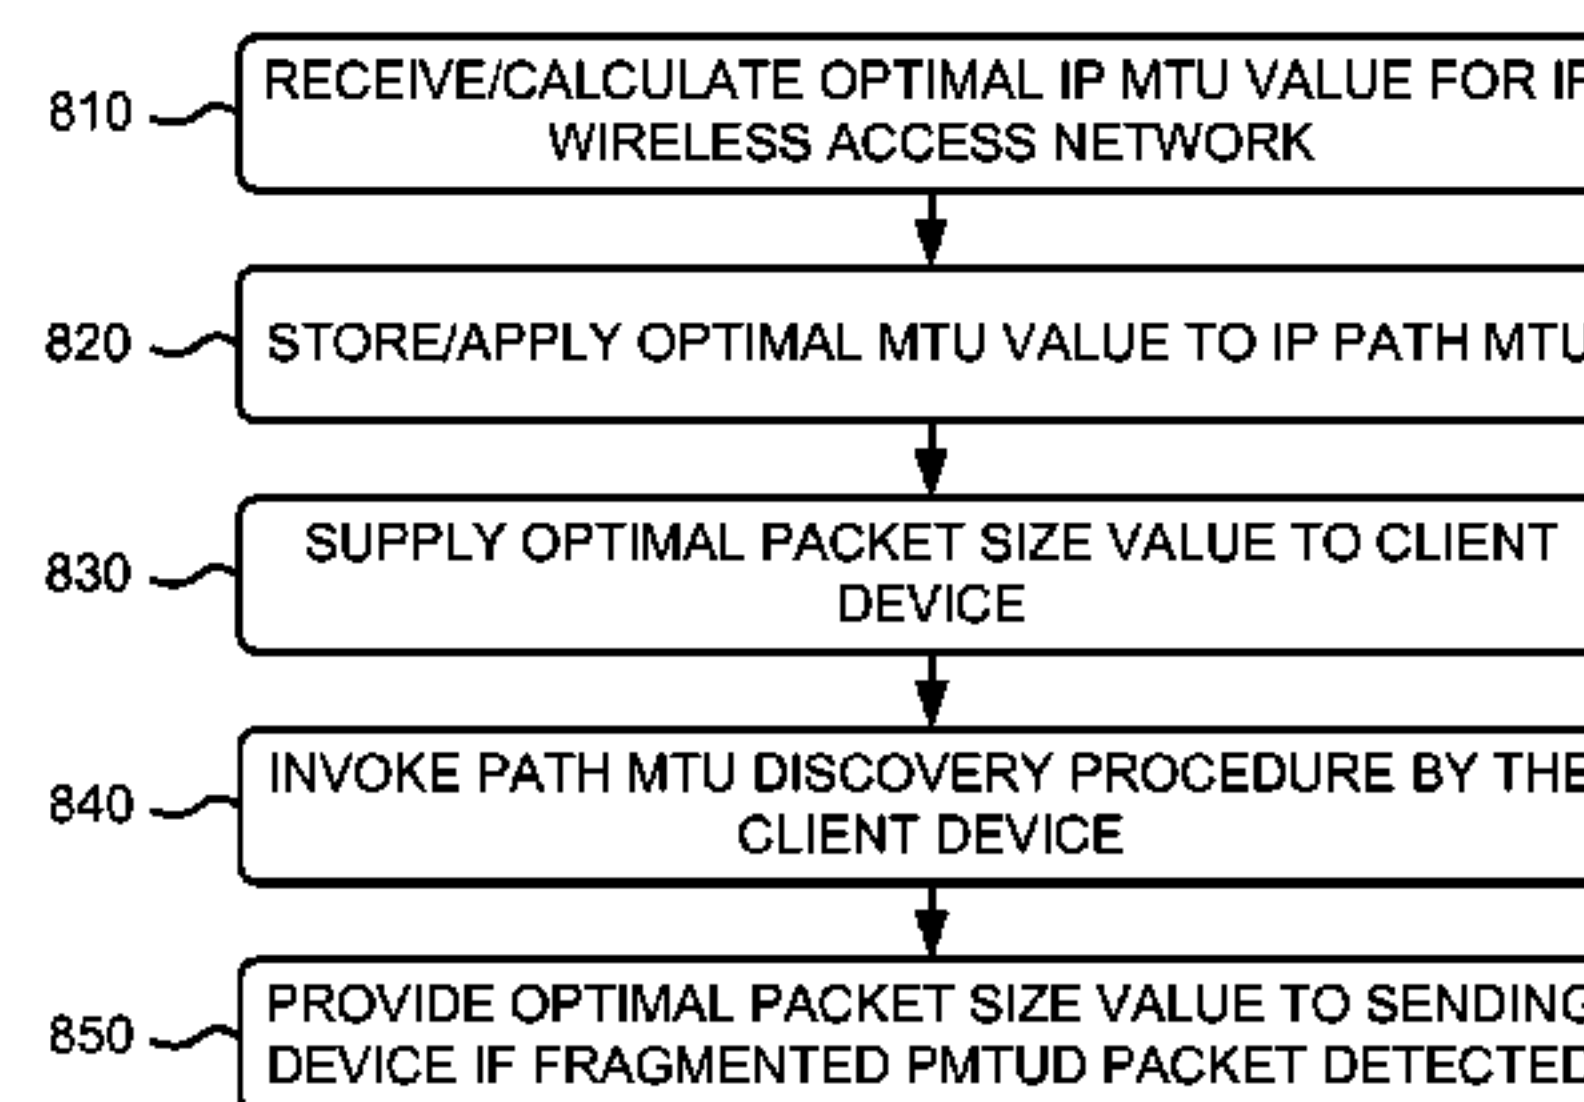 810
RECEIVE/CALCULATE OPTIMAL IP MTU VALUE FOR IP
WIRELESS ACCESS NETWORK
820
STORE/APPLY OPTIMAL MTU VALUE TO IP PATH MTU
830
SUPPLY OPTIMAL PACKET SIZE VALUE TO CLIENT
DEVICE
840
INVOKE PATH MTU DISCOVERY PROCEDURE BY THE
CLIENT DEVICE
850
PROVIDE OPTIMAL PACKET SIZE VALUE TO SENDING
DEVICE IF FRAGMENTED PMTUD PACKET DETECTED